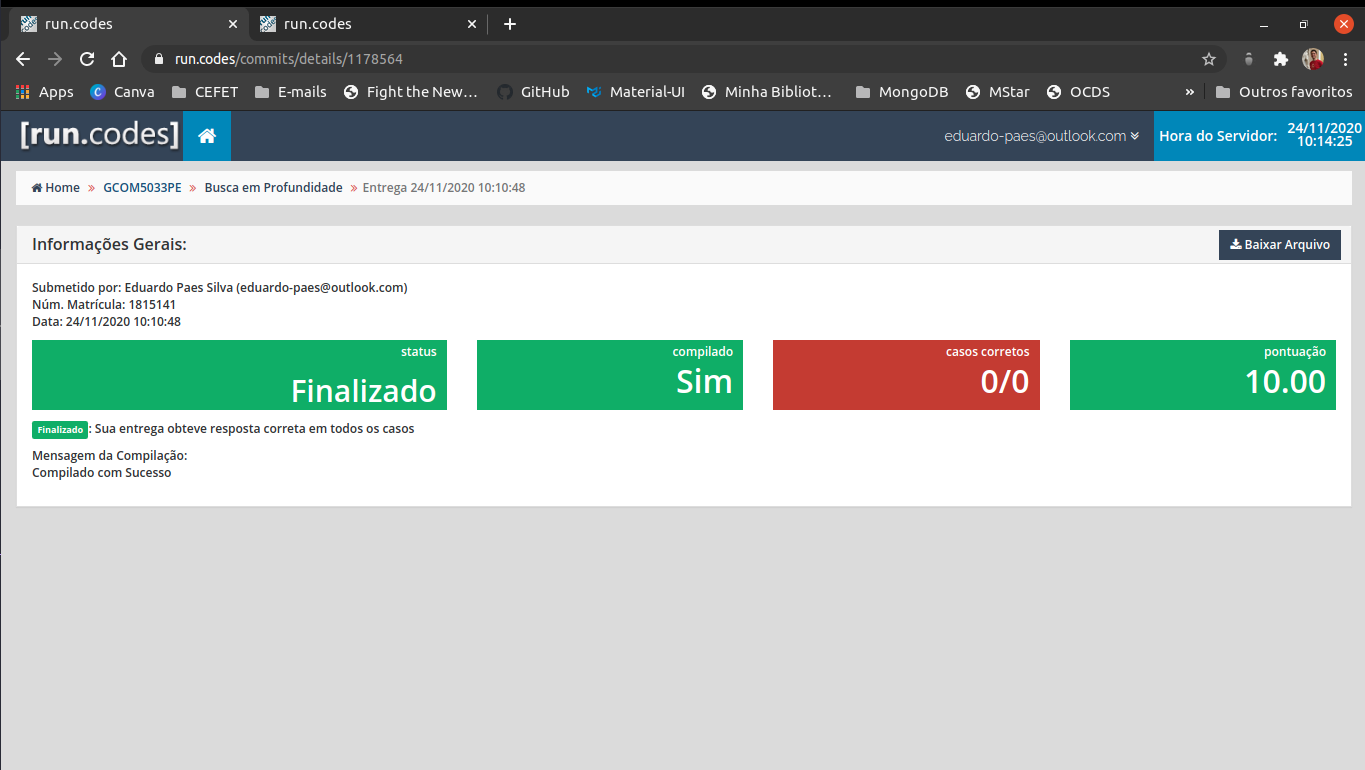 run.codes
run.codes
run.codes/commits/details/1178564
Apps Canva CEFET E-mails Fight the New... GitHub Material-UI Minha Bibliot... MongoDB MStar OCDS » Outros favoritos
[run.codes]
eduardo-paes@outlook.com
Hora do Servidor: 24/11/2020 10:14:25
Home » GCOM5033PE » Busca em Profundidade » Entrega 24/11/2020 10:10:48
Informações Gerais:
Baixar Arquivo
Submetido por: Eduardo Paes Silva (eduardo-paes@outlook.com)
Núm. Matrícula: 1815141
Data: 24/11/2020 10:10:48
status
Finalizado
compilado
Sim
casos corretos
0/0
pontuação
10.00
Finalizado: Sua entrega obteve resposta correta em todos os casos
Mensagem da Compilação:
Compilado com Sucesso